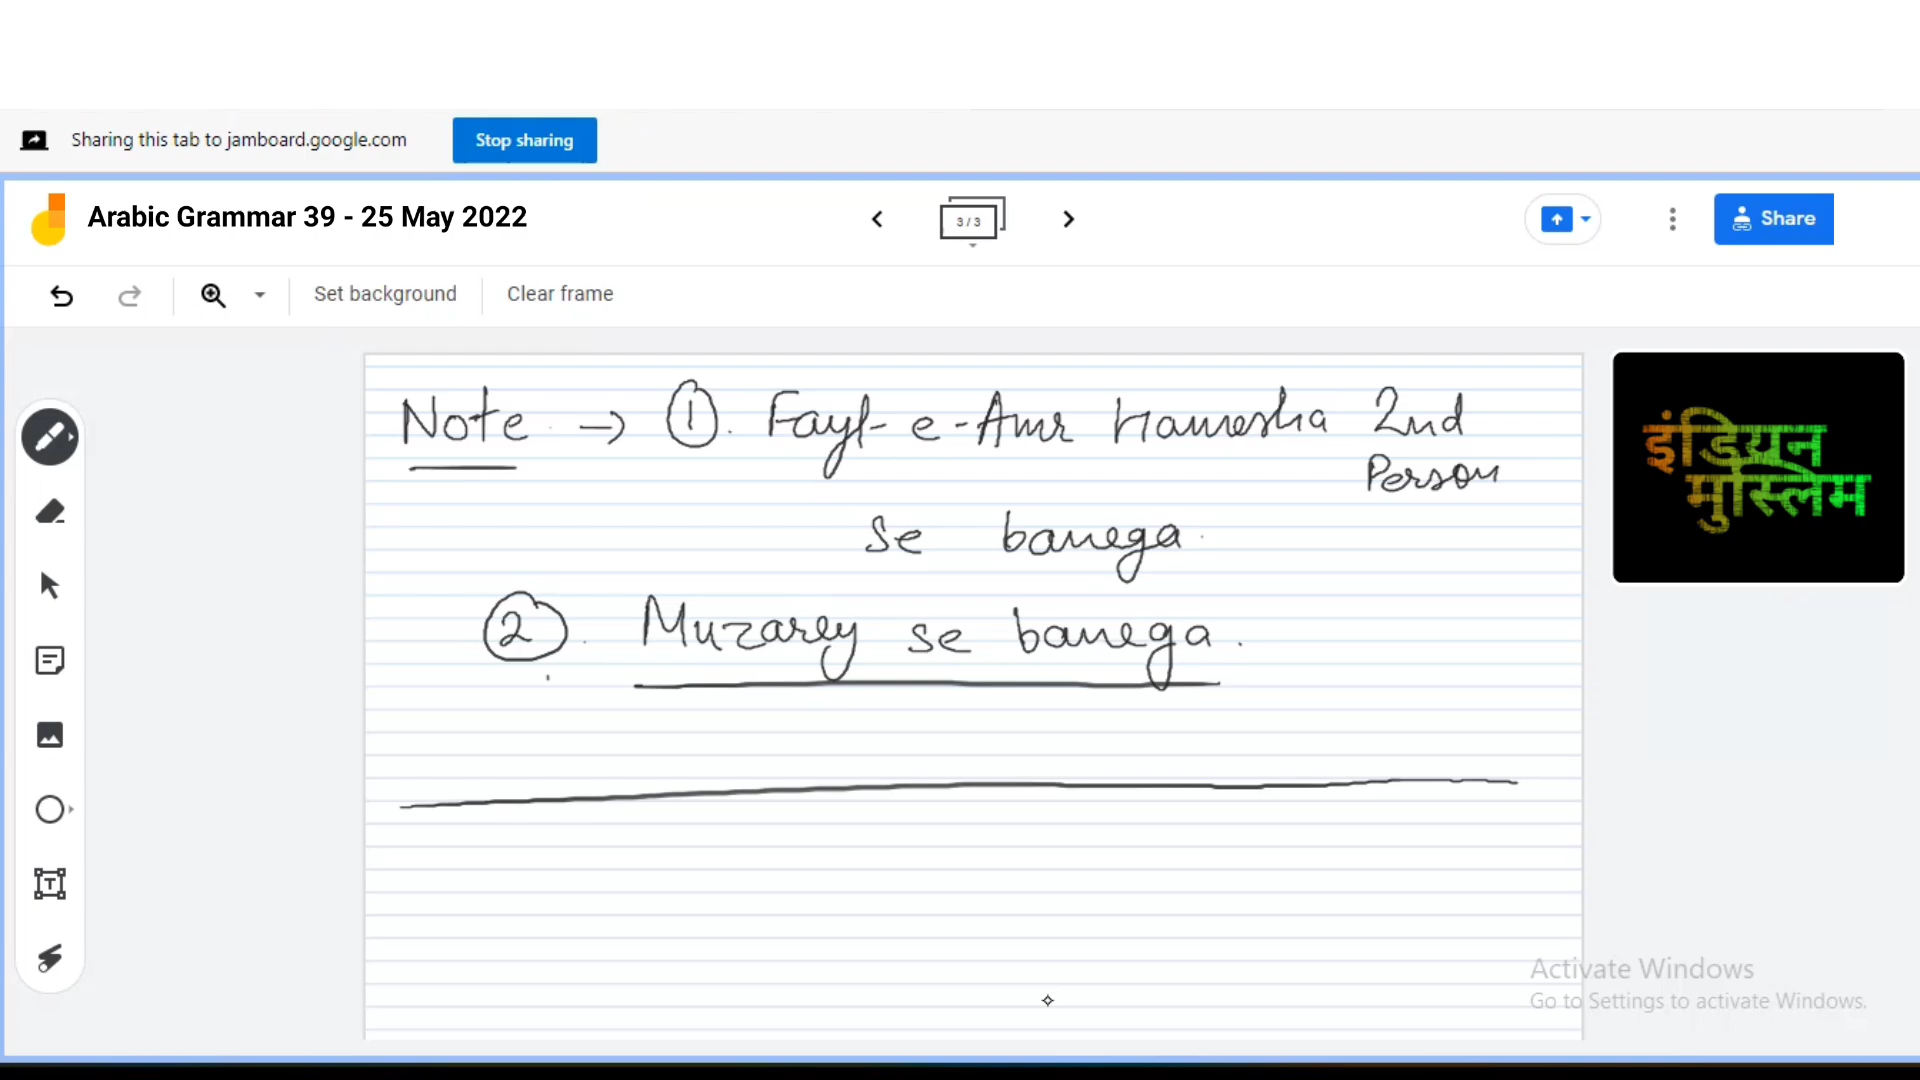 Sharing this tab to jamboard.google.com Stop sharing
Arabic Grammar 39 - 25 May 2022 3 / 3 Share
Set background Clear frame
Note → ①. Fayl-e-Amr Hamesha 2nd
Person
se banega.
②. Muzarey se banega.
इंडियन
मुस्लिम
Activate Windows
Go to Settings to activate Windows.